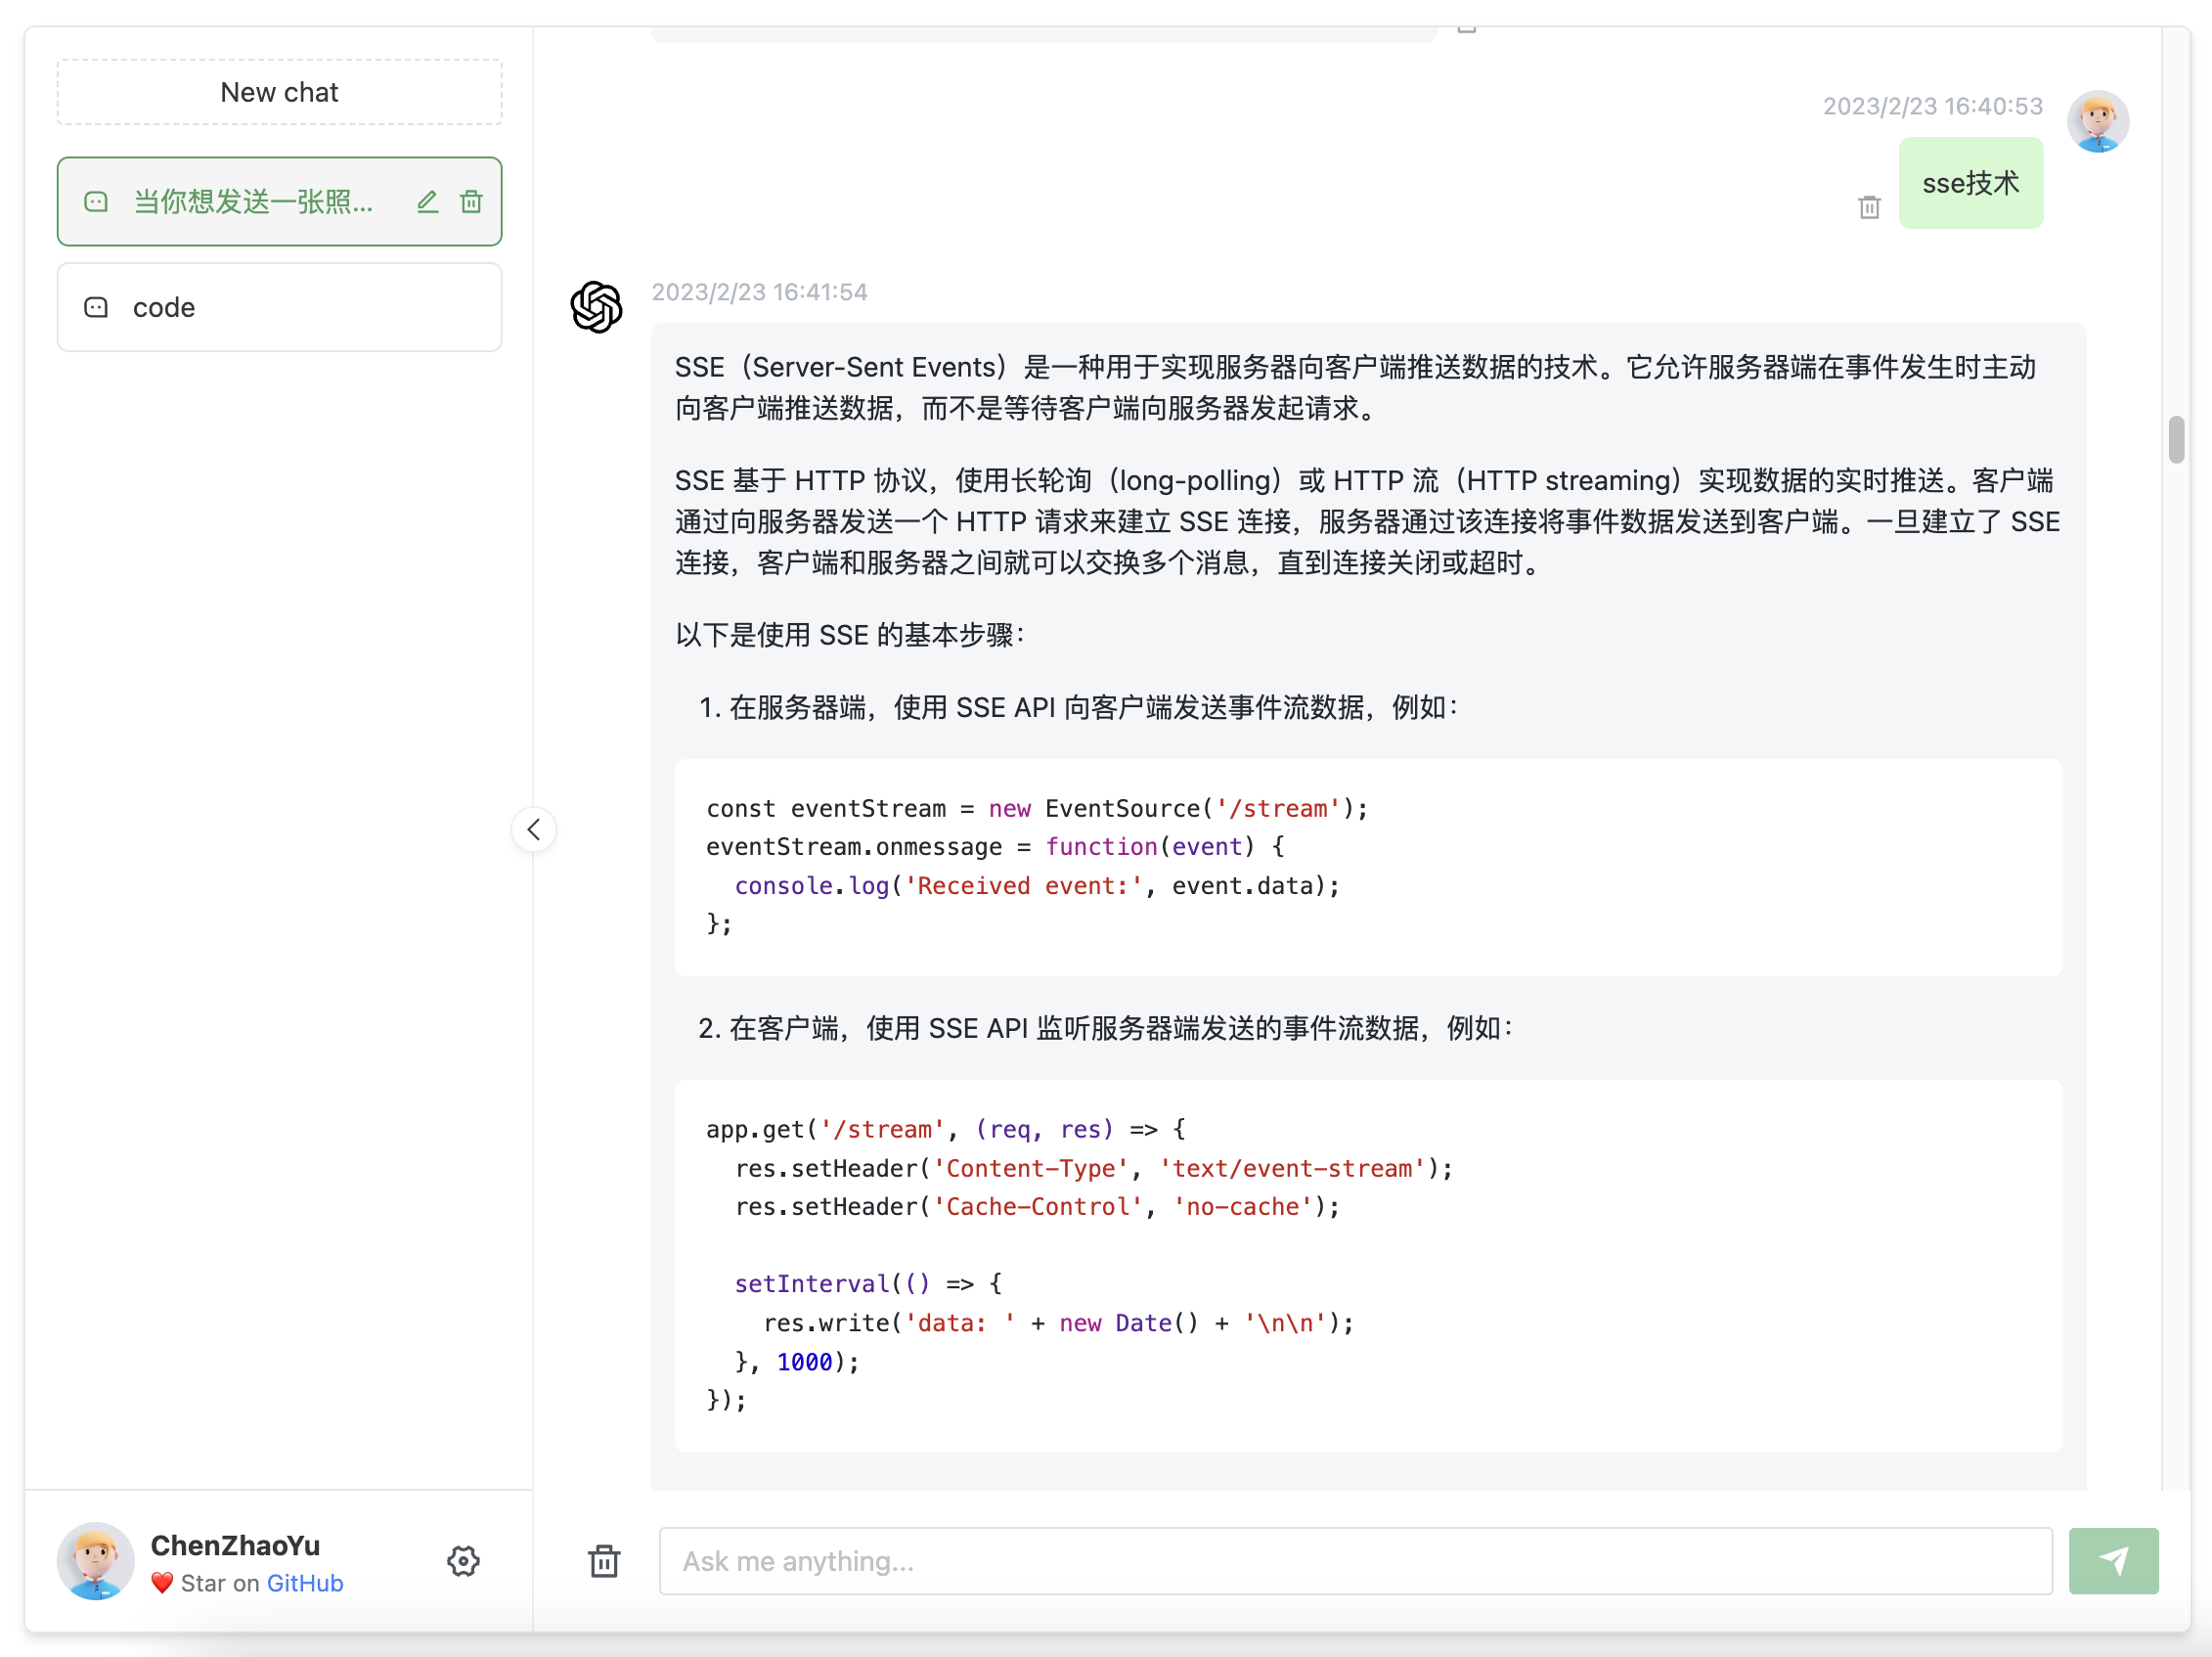 New chat
当你想发送一张照...
code
2023/2/23 16:40:53
sse技术
2023/2/23 16:41:54
SSE（Server-Sent Events）是一种用于实现服务器向客户端推送数据的技术。它允许服务器端在事件发生时主动
向客户端推送数据，而不是等待客户端向服务器发起请求。
SSE 基于 HTTP 协议，使用长轮询（long-polling）或 HTTP 流（HTTP streaming）实现数据的实时推送。客户端
通过向服务器发送一个 HTTP 请求来建立 SSE 连接，服务器通过该连接将事件数据发送到客户端。一旦建立了 SSE
连接，客户端和服务器之间就可以交换多个消息，直到连接关闭或超时。
以下是使用 SSE 的基本步骤：
1. 在服务器端，使用 SSE API 向客户端发送事件流数据，例如：
const eventStream = new EventSource('/stream');
eventStream.onmessage = function(event) {
  console.log('Received event:', event.data);
};
2. 在客户端，使用 SSE API 监听服务器端发送的事件流数据，例如：
app.get('/stream', (req, res) => {
  res.setHeader('Content-Type', 'text/event-stream');
  res.setHeader('Cache-Control', 'no-cache');
  setInterval(() => {
    res.write('data: ' + new Date() + '\n\n');
  }, 1000);
});
ChenZhaoYu
❤️ Star on GitHub
Ask me anything...